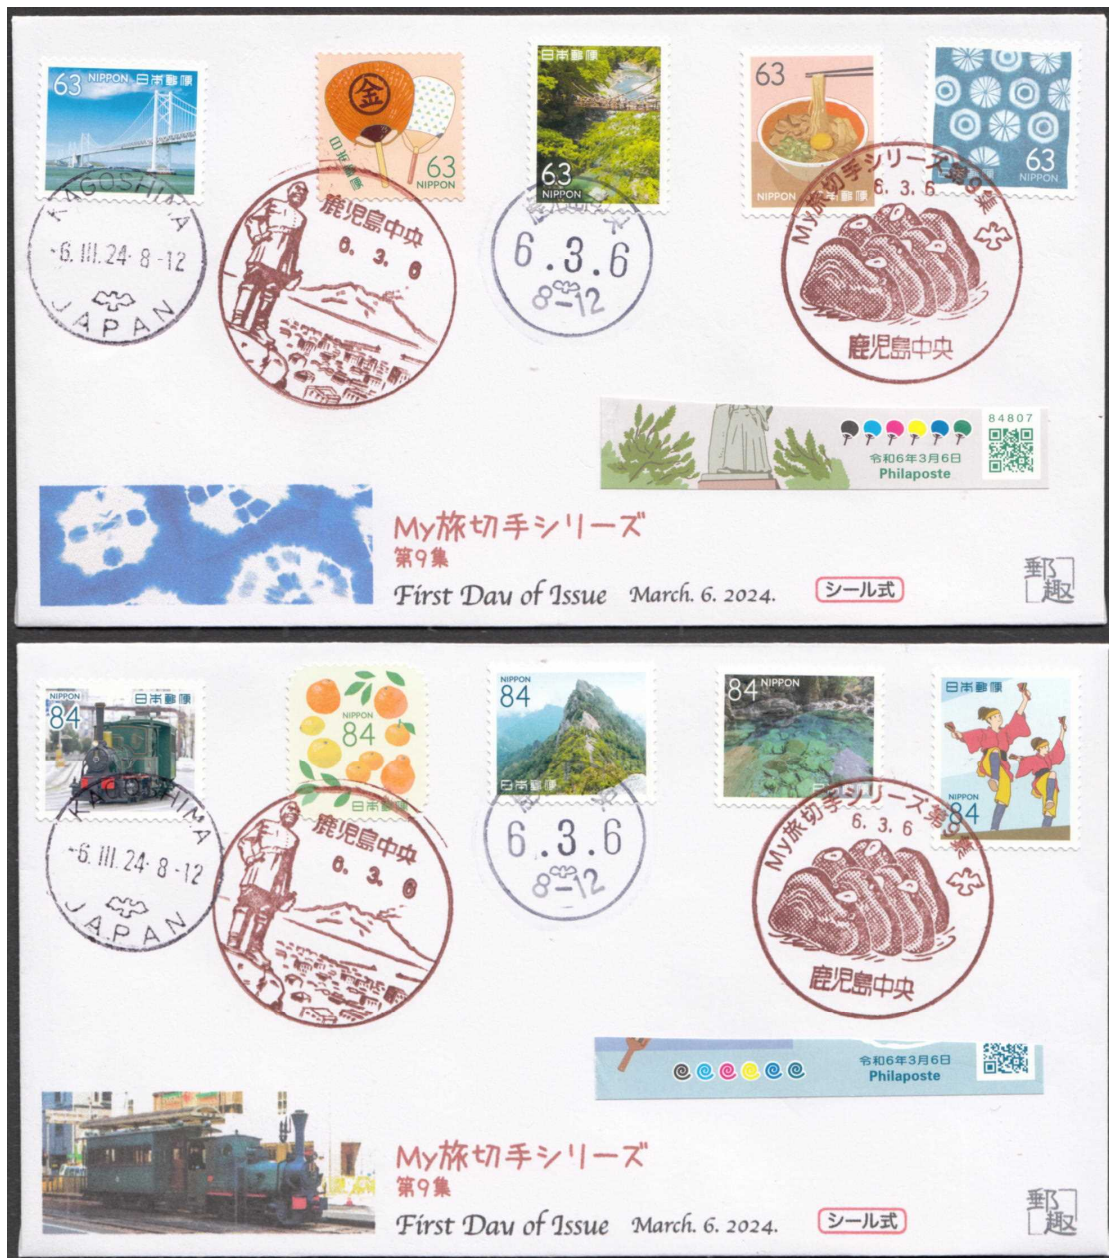 63 NIPPON 日本郵便
金
日本郵便
63
NIPPON
日本郵便
63
NIPPON
63
NIPPON 日本郵便
63
NIPPON
KAGOSHIMA
-6.III.24・8-12
JAPAN
鹿児島中央
6. 3. 6
6.3.6
8-12
My旅切手シリーズ第9集
6. 3. 6
鹿児島中央
84807
令和6年3月6日
Philaposte
My旅切手シリーズ
第9集
First Day of Issue March. 6. 2024.
シール式
郵趣
NIPPON 日本郵便
84
NIPPON
84
日本郵便
NIPPON
84
日本郵便
84 NIPPON
日本郵便
NIPPON
84
-6.III.24・8-12
JAPAN
鹿児島中央
6. 3. 6
6.3.6
8-12
My旅切手シリーズ第9集
6. 3. 6
鹿児島中央
令和6年3月6日
Philaposte
My旅切手シリーズ
第9集
First Day of Issue March. 6. 2024.
シール式
郵趣